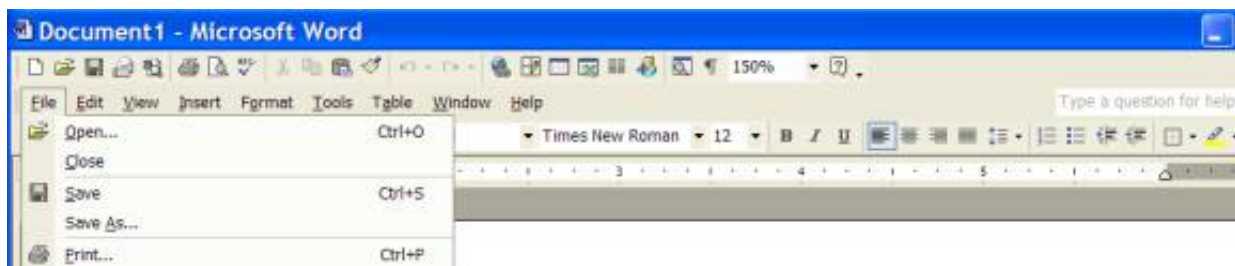 Document1 - Microsoft Word
150%
File Edit View Insert Format Tools Table Window Help Type a question for help
Open... Ctrl+O Times New Roman 12 B I U
Close
3 4 5
Save Ctrl+S
Save As...
Print... Ctrl+P